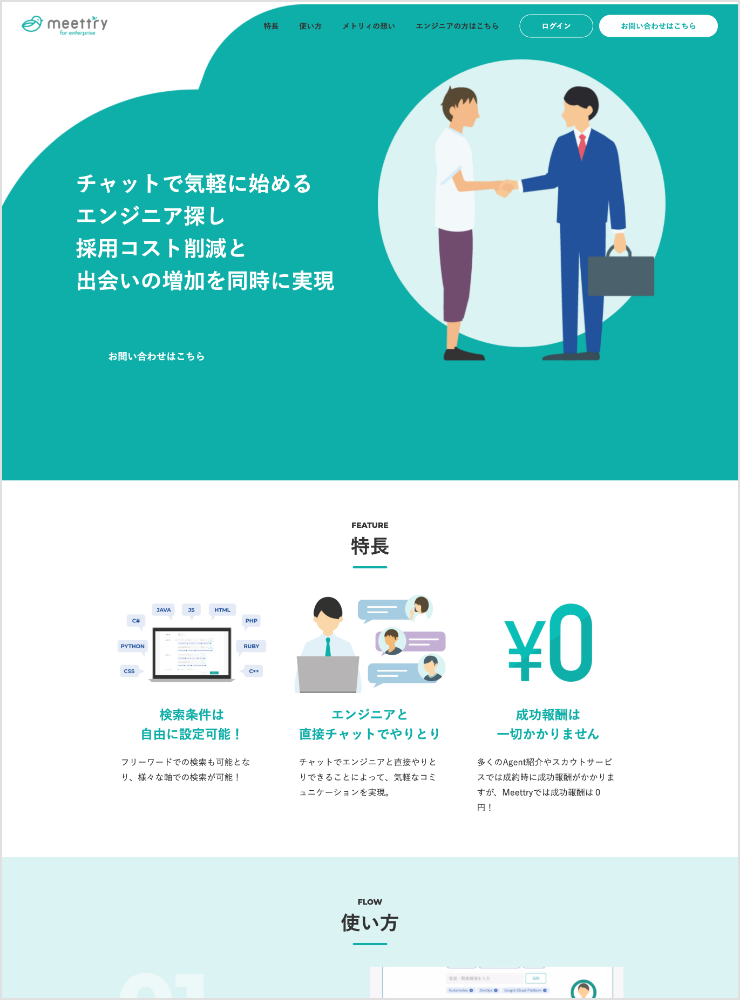 meettry
for enterprise
特長
使い方
メトリィの想い
エンジニアの方はこちら
ログイン
お問い合わせはこちら
チャットで気軽に始める
エンジニア探し
採用コスト削減と
出会いの増加を同時に実現
お問い合わせはこちら
FEATURE
特長
JAVA
JS
HTML
C#
PHP
PYTHON
RUBY
CSS
C++
検索条件は
自由に設定可能！
フリーワードでの検索も可能とな
り、様々な軸での検索が可能！
エンジニアと
直接チャットでやりとり
チャットでエンジニアと直接やりと
りできることによって、気軽なコミ
ュニケーションを実現。
¥0
成功報酬は
一切かかりません
多くのAgent紹介やスカウトサービ
スでは成約時に成功報酬がかかりま
すが、Meettryでは成功報酬は０
円！
FLOW
使い方
01
Kubernetes
DevOps
Google Cloud Platform